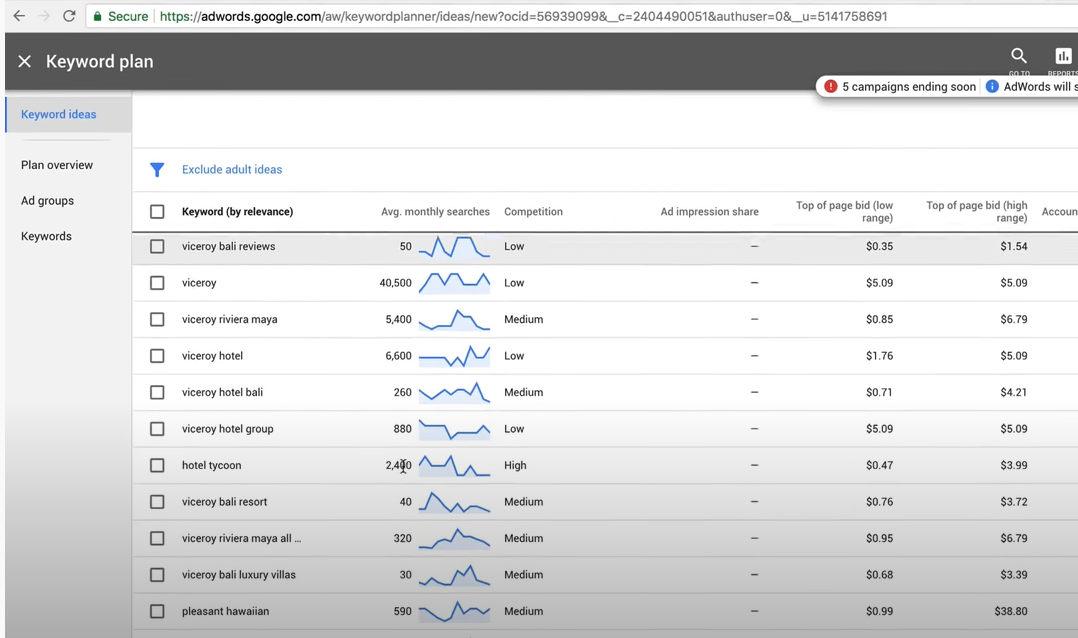 Secure https://adwords.google.com/aw/keywordplanner/ideas/new?ocid=56939099&__c=2404490051&authuser=0&__u=5141758691
Keyword plan
GO TO REPORTS
5 campaigns ending soon AdWords will s
Keyword ideas
Plan overview
Ad groups
Keywords
Exclude adult ideas
Keyword (by relevance) Avg. monthly searches Competition Ad impression share Top of page bid (low range) Top of page bid (high range) Accoun
viceroy bali reviews 50 Low – $0.35 $1.54
viceroy 40,500 Low – $5.09 $5.09
viceroy riviera maya 5,400 Medium – $0.85 $6.79
viceroy hotel 6,600 Low – $1.76 $5.09
viceroy hotel bali 260 Medium – $0.71 $4.21
viceroy hotel group 880 Low – $5.09 $5.09
hotel tycoon 2,400 High – $0.47 $3.99
viceroy bali resort 40 Medium – $0.76 $3.72
viceroy riviera maya all ... 320 Medium – $0.95 $6.79
viceroy bali luxury villas 30 Medium – $0.68 $3.39
pleasant hawaiian 590 Medium – $0.99 $38.80